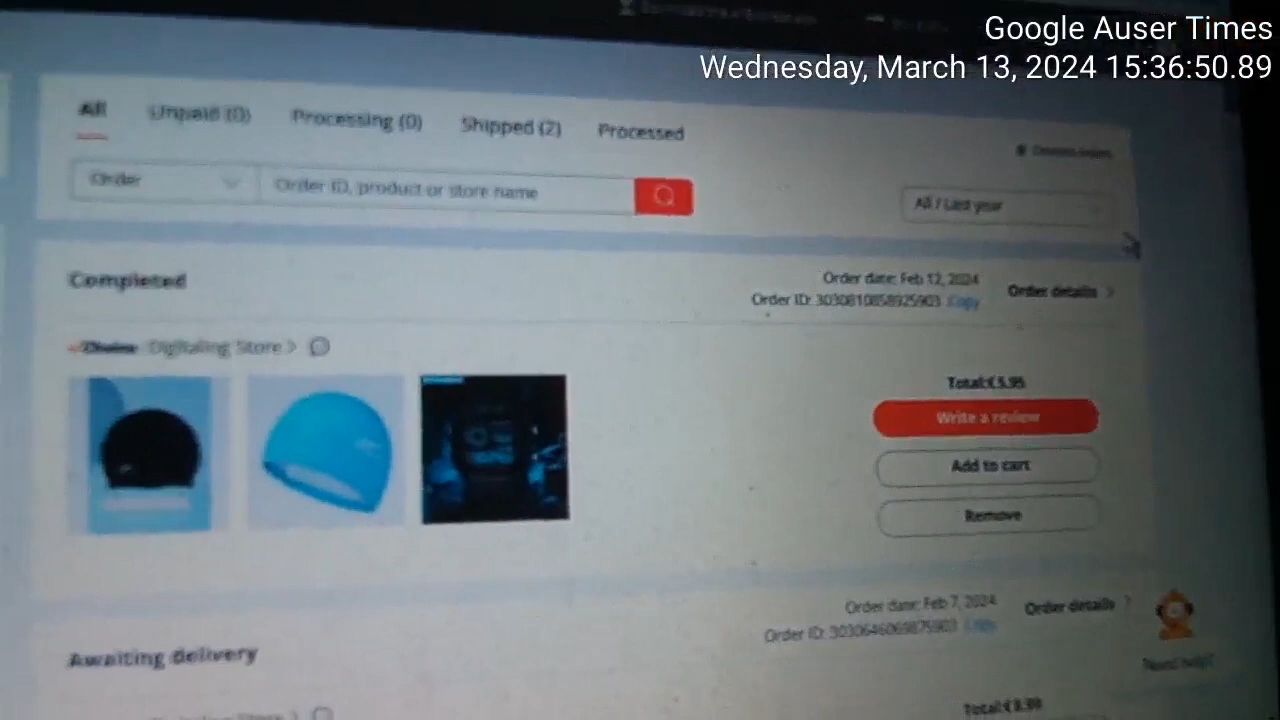 Google Auser Times
Wednesday, March 13, 2024 15:36:50.89
All
Unpaid (0)
Processing (0)
Shipped (2)
Processed
Order
Order ID, product or store name
All / Last year
Completed
Order date: Feb 12, 2024
Order ID: 3030810858925903 Copy
Order details >
Choice Digitaling Store >
Total:€5.95
Write a review
Add to cart
Remove
Order date: Feb 7, 2024
Order ID: 3030646069875903 Copy
Order details >
Awaiting delivery
Need help?